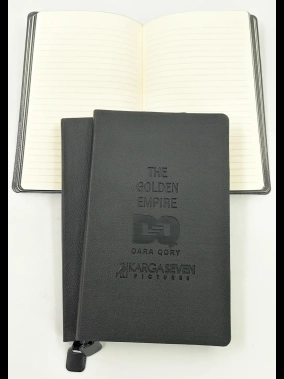 THE
GOLDEN
EMPIRE
DQ
DARA QORY
KARGA SEVEN
PICTURES